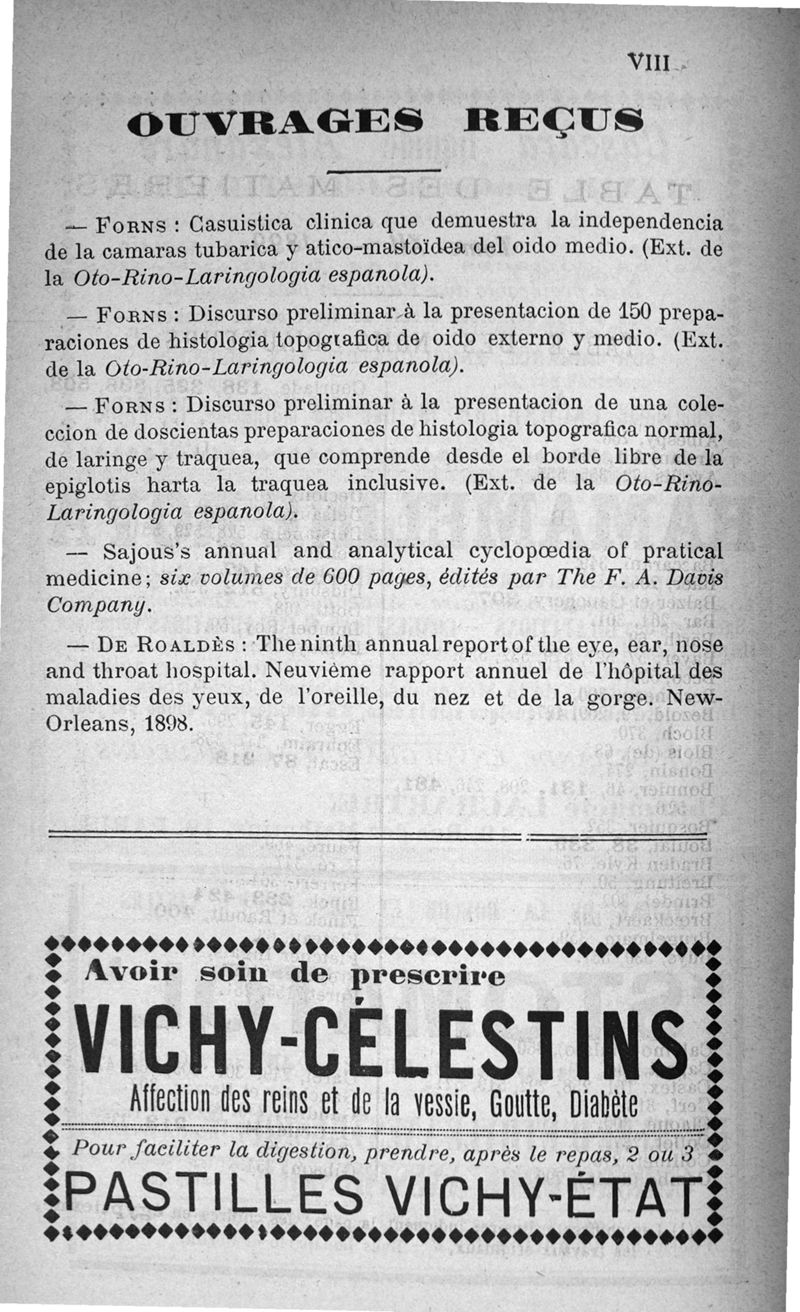 VIII
OUVRAGES REÇUS
— FORNS : Casuistica clinica que demuestra la independencia
de la camaras tubarica y atico-mastoïdea del oido medio. (Ext. de
la Oto-Rino-Laringologia espanola).
— FORNS : Discurso preliminar à la presentacion de 150 prepa-
raciones de histologia topografica de oido externo y medio. (Ext.
de la Oto-Rino-Laringologia espanola).
— FORNS : Discurso preliminar à la presentacion de una cole-
ccion de doscientas preparaciones de histologia topografica normal,
de laringe y traquea, que comprende desde el borde libre de la
epiglotis harta la traquea inclusive. (Ext. de la Oto-Rino-
Laringologia espanola).
— Sajous's annual and analytical cyclopœdia of pratical
medicine; six volumes de 600 pages, édités par The F. A. Davis
Company.
— DE ROALDÈS : The ninth annual report of the eye, ear, nose
and throat hospital. Neuvième rapport annuel de l'hôpital des
maladies des yeux, de l'oreille, du nez et de la gorge. New-
Orleans, 1898.
Avoir soin de prescrire
VICHY-CÉLESTINS
Affection des reins et de la vessie, Goutte, Diabète
Pour faciliter la digestion, prendre, après le repas, 2 ou 3
PASTILLES VICHY-ÉTAT